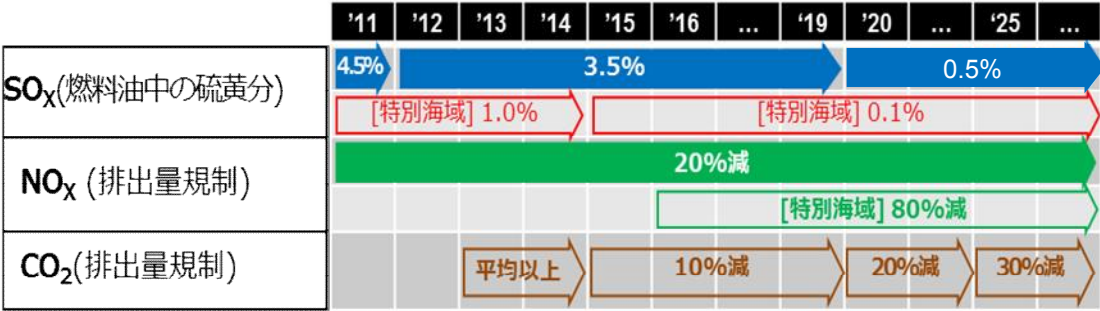 ’11 ’12 ’13 ’14 ’15 ’16 … ‘19 ’20 … ‘25 …
SOX(燃料油中の硫黄分) 4.5% 3.5% 0.5%
[特別海域] 1.0% [特別海域] 0.1%
NOX (排出量規制) 20%減
[特別海域] 80%減
CO2(排出量規制) 平均以上 10%減 20%減 30%減